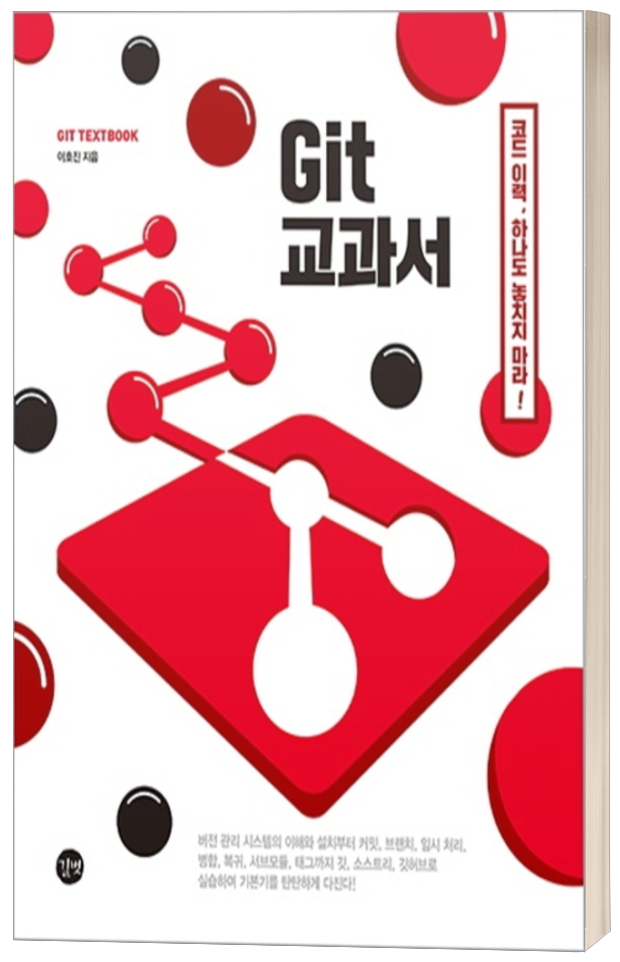 GIT TEXTBOOK
이호진 지음
Git
교과서
코드 이력, 하나도 놓치지 마라!
버전 관리 시스템의 이해와 설치부터 커밋, 브랜치, 임시 처리,
병합, 복귀, 서브모듈, 태그까지 깃, 소스트리, 깃허브로
실습하여 기본기를 탄탄하게 다진다!
길벗